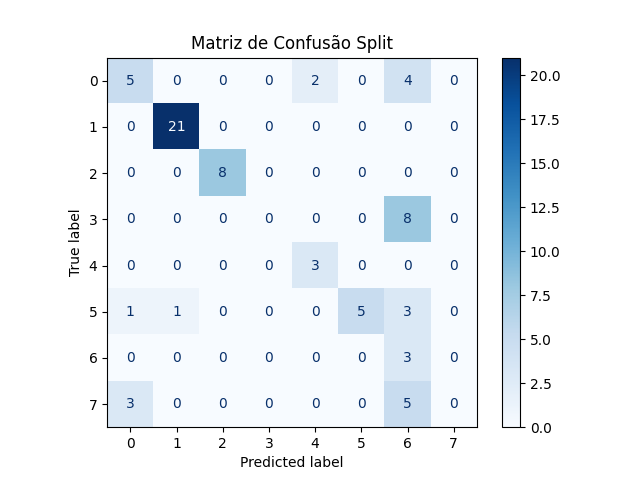 Matriz de Confusão Split
True label
0 5 0 0 0 2 0 4 0
1 0 21 0 0 0 0 0 0
2 0 0 8 0 0 0 0 0
3 0 0 0 0 0 0 8 0
4 0 0 0 0 3 0 0 0
5 1 1 0 0 0 5 3 0
6 0 0 0 0 0 0 3 0
7 3 0 0 0 0 0 5 0
0 1 2 3 4 5 6 7
Predicted label
20.0
17.5
15.0
12.5
10.0
7.5
5.0
2.5
0.0